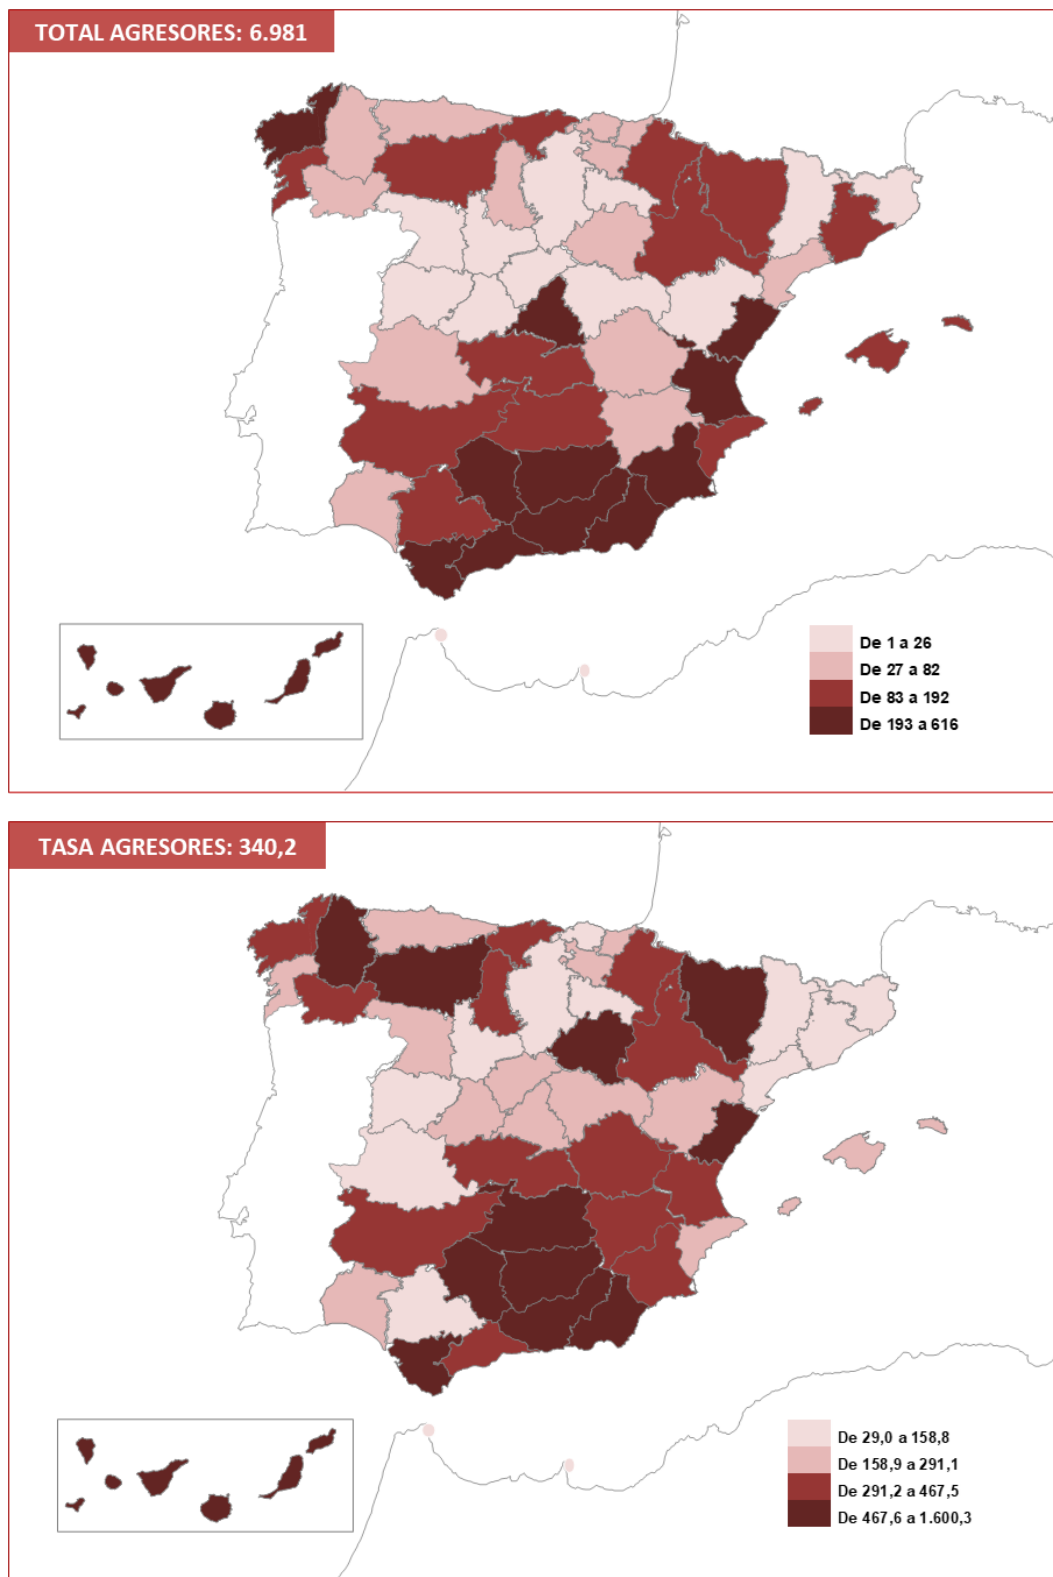 TOTAL AGRESORES: 6.981
De 1 a 26
De 27 a 82
De 83 a 192
De 193 a 616
TASA AGRESORES: 340,2
De 29,0 a 158,8
De 158,9 a 291,1
De 291,2 a 467,5
De 467,6 a 1.600,3